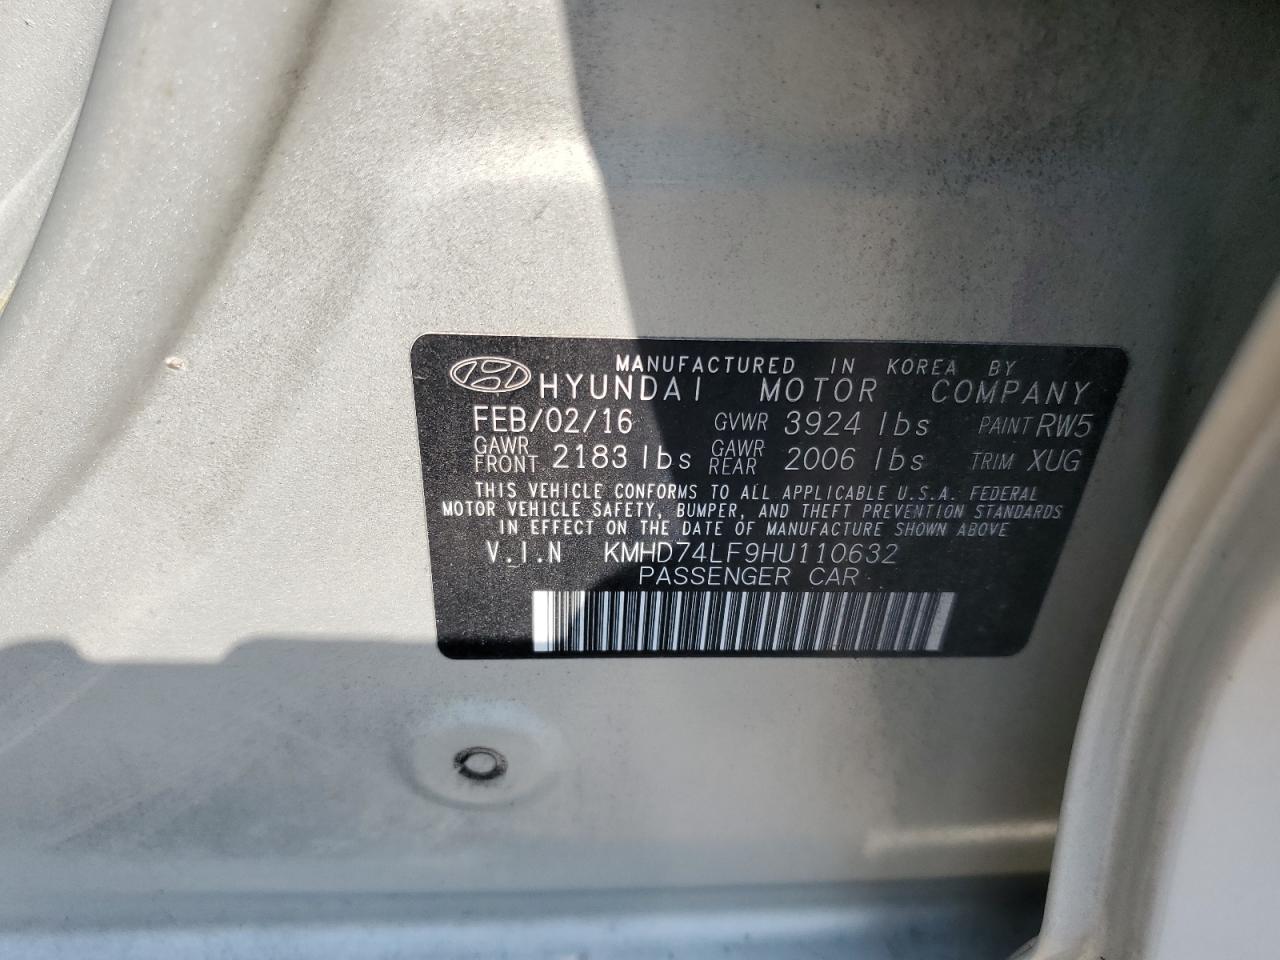 MANUFACTURED IN KOREA BY
HYUNDAI MOTOR COMPANY
FEB/02/16 GVWR 3924 lbs PAINT RW5
GAWR FRONT 2183 lbs GAWR REAR 2006 lbs TRIM XUG
THIS VEHICLE CONFORMS TO ALL APPLICABLE U.S.A. FEDERAL
MOTOR VEHICLE SAFETY, BUMPER, AND THEFT PREVENTION STANDARDS
IN EFFECT ON THE DATE OF MANUFACTURE SHOWN ABOVE
V.I.N KMHD74LF9HU110632
PASSENGER CAR